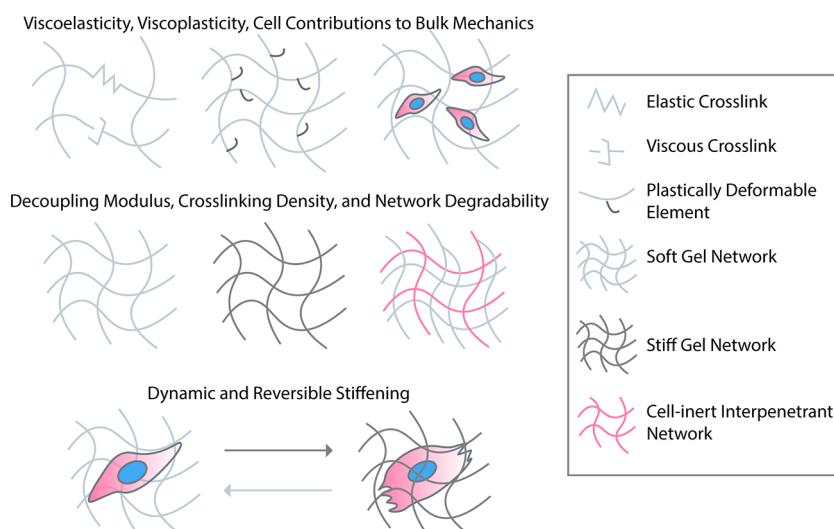 Viscoelasticity, Viscoplasticity, Cell Contributions to Bulk Mechanics
Elastic Crosslink
Viscous Crosslink
Plastically Deformable
Element
Decoupling Modulus, Crosslinking Density, and Network Degradability
Soft Gel Network
Stiff Gel Network
Dynamic and Reversible Stiffening
Cell-inert Interpenetrant
Network